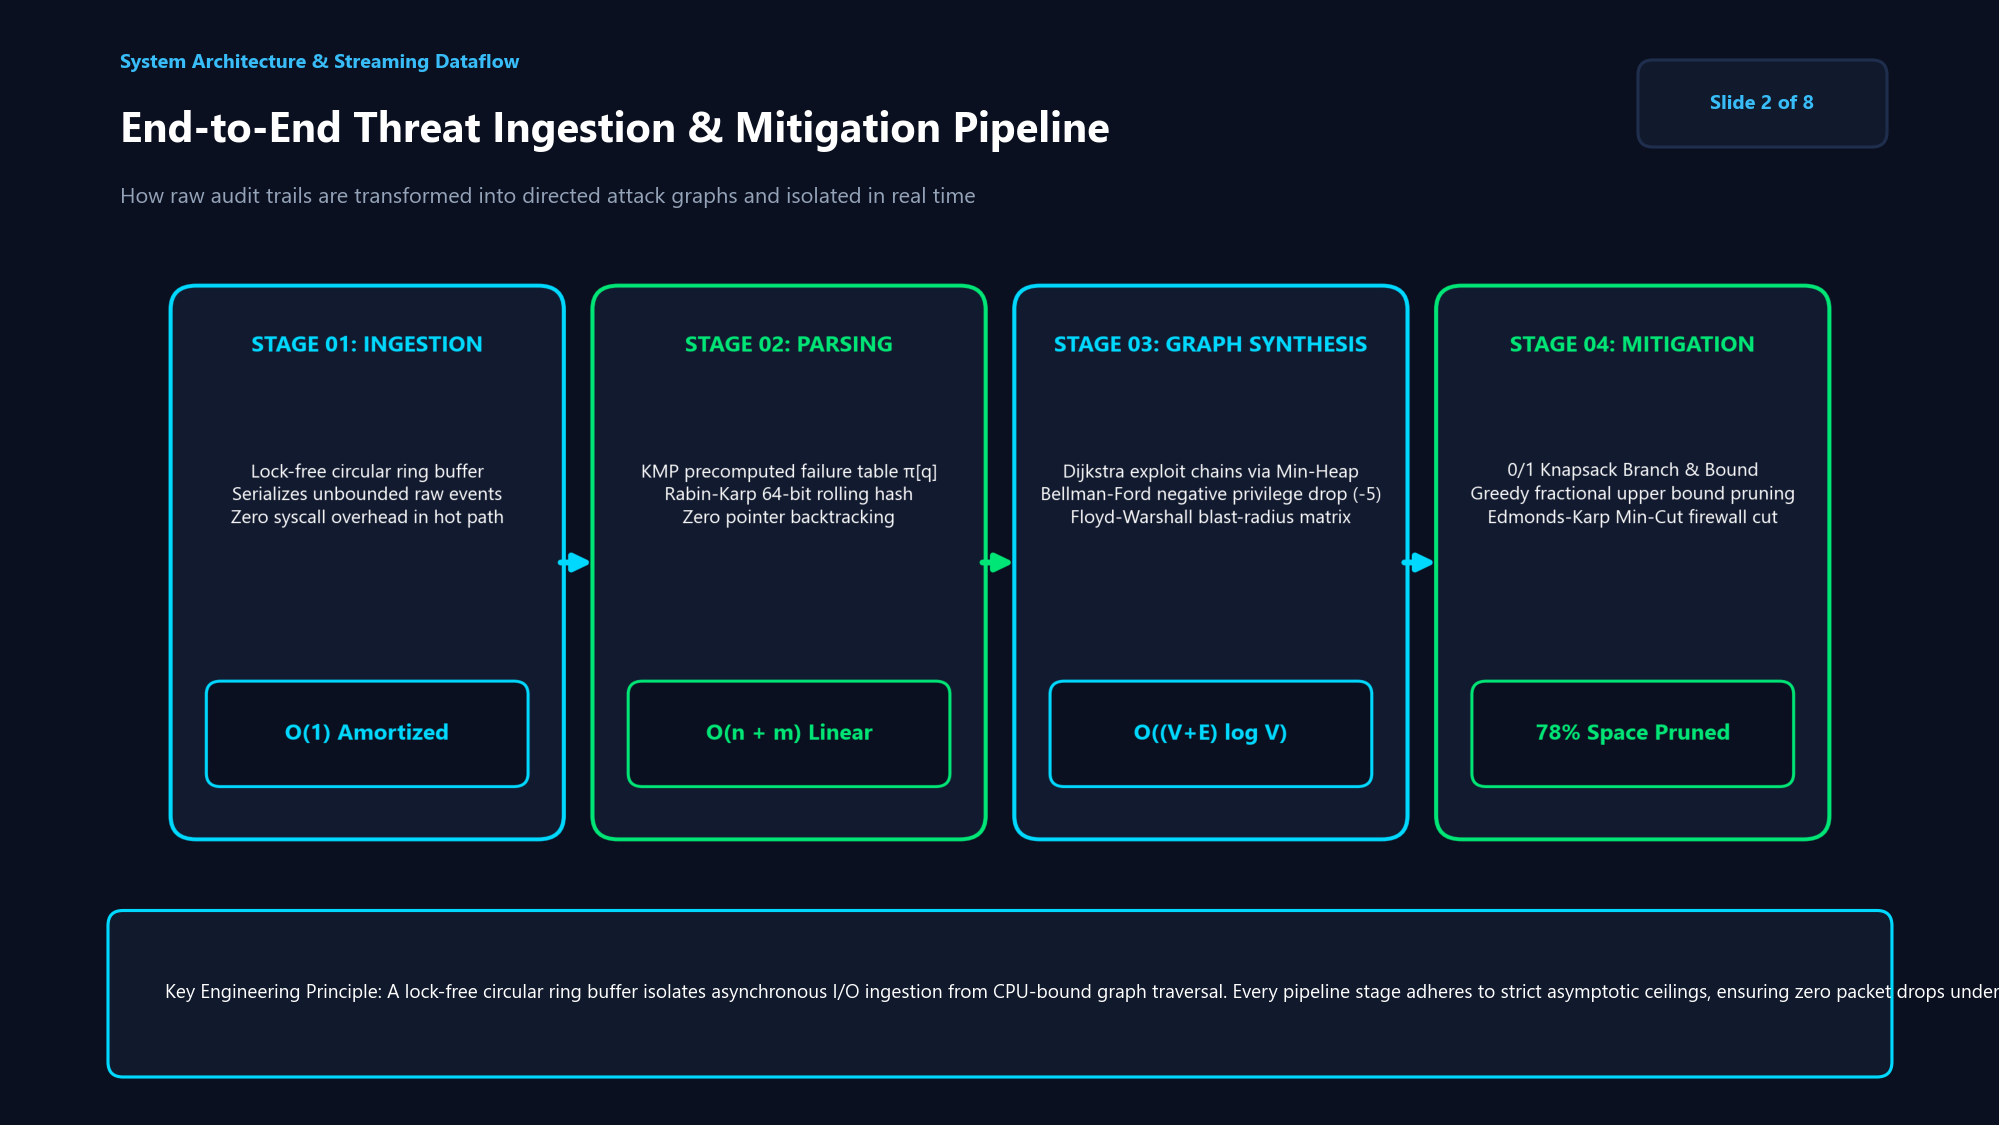 System Architecture & Streaming Dataflow
End-to-End Threat Ingestion & Mitigation Pipeline
Slide 2 of 8
How raw audit trails are transformed into directed attack graphs and isolated in real time
STAGE 01: INGESTION
Lock-free circular ring buffer
Serializes unbounded raw events
Zero syscall overhead in hot path
O(1) Amortized
STAGE 02: PARSING
KMP precomputed failure table π[q]
Rabin-Karp 64-bit rolling hash
Zero pointer backtracking
O(n + m) Linear
STAGE 03: GRAPH SYNTHESIS
Dijkstra exploit chains via Min-Heap
Bellman-Ford negative privilege drop (-5)
Floyd-Warshall blast-radius matrix
O((V+E) log V)
STAGE 04: MITIGATION
0/1 Knapsack Branch & Bound
Greedy fractional upper bound pruning
Edmonds-Karp Min-Cut firewall cut
78% Space Pruned
Key Engineering Principle: A lock-free circular ring buffer isolates asynchronous I/O ingestion from CPU-bound graph traversal. Every pipeline stage adheres to strict asymptotic ceilings, ensuring zero packet drops under